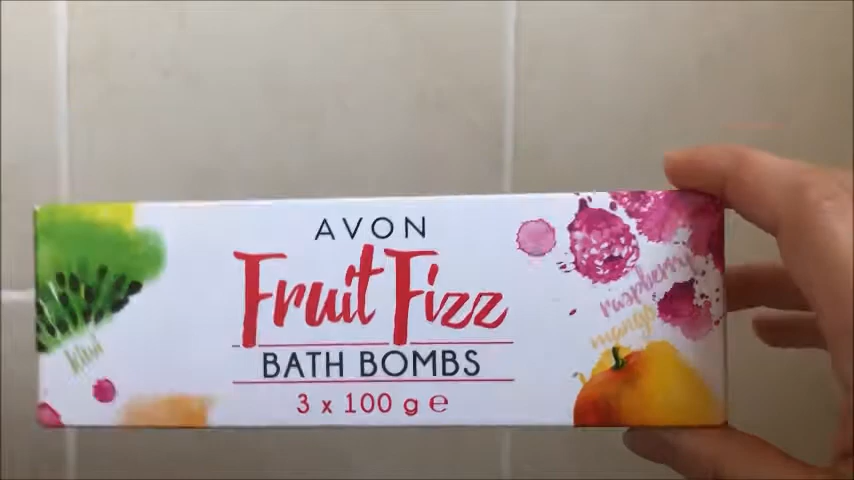 AVON
Fruit Fizz
BATH BOMBS
3 x 100 g ℮
kiwi
raspberry
mango